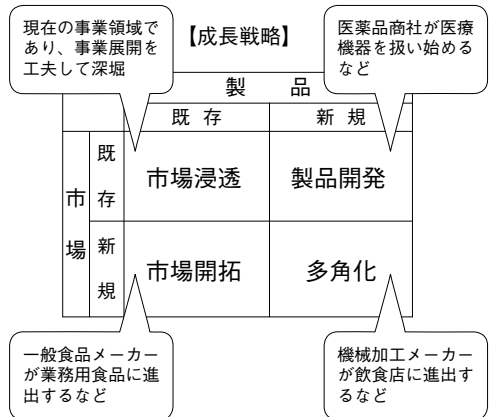 現在の事業領域で
あり、事業展開を
工夫して深堀
【成長戦略】
医薬品商社が医療
機器を扱い始める
など
製品
既存
新規
市場
既存
市場浸透
製品開発
新規
市場開拓
多角化
一般食品メーカー
が業務用食品に進
出するなど
機械加工メーカー
が飲食店に進出す
るなど